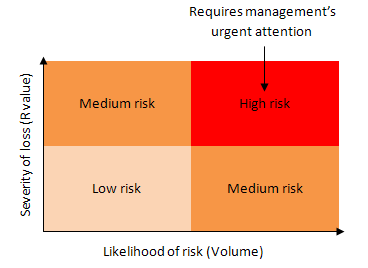 Requires management's
urgent attention
Medium risk
High risk
Low risk
Medium risk
Severity of loss (R value)
Likelihood of risk (Volume)